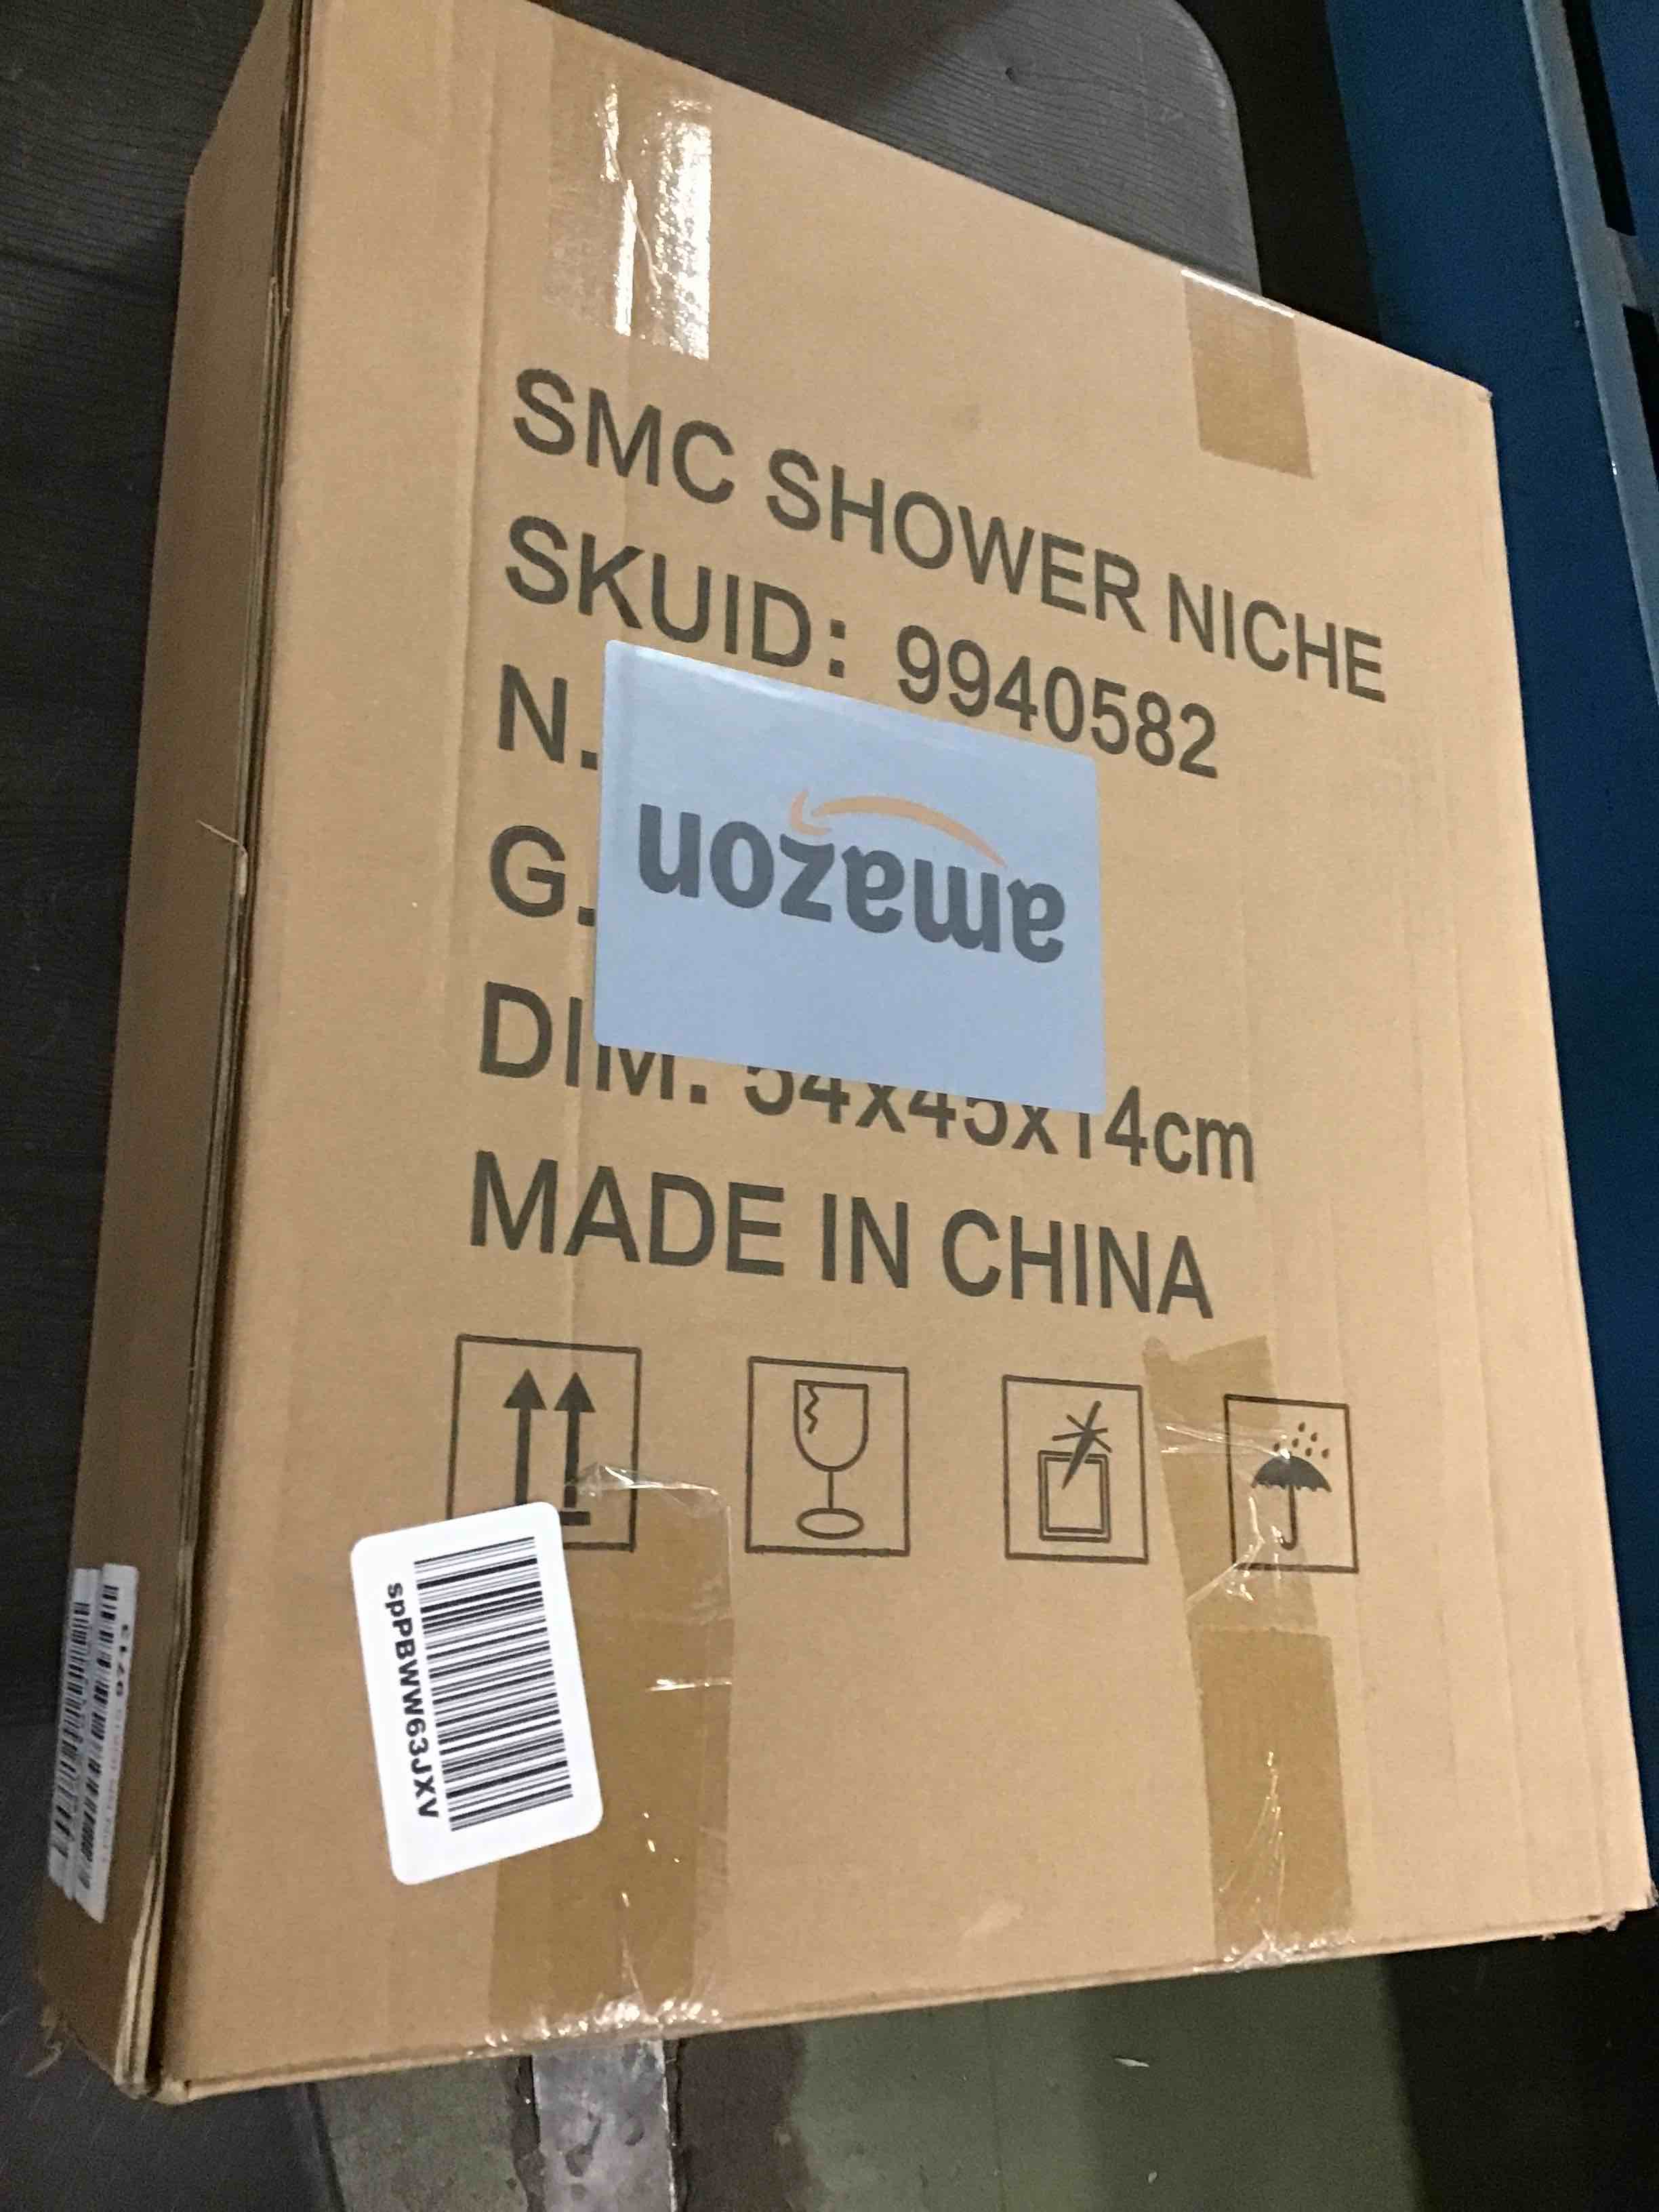 SMC SHOWER NICHE
SKUID: 9940582
N.
G.
amazon
DIM: 54x45x14cm
MADE IN CHINA
spPBWW63JXV